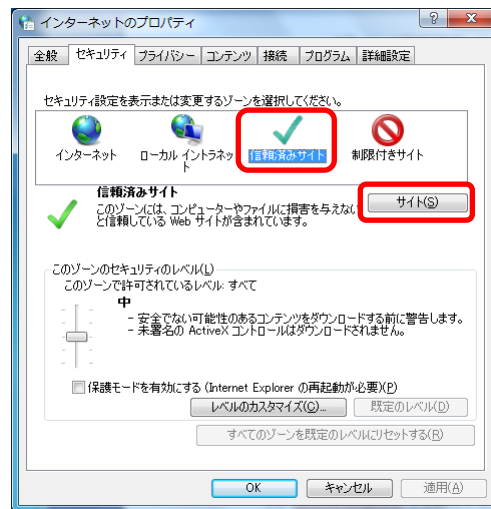 インターネットのプロパティ
全般 セキュリティ プライバシー コンテンツ 接続 プログラム 詳細設定
セキュリティ設定を表示または変更するゾーンを選択してください。
インターネット ローカル イントラネット 信頼済みサイト 制限付きサイト
信頼済みサイト
このゾーンには、コンピューターやファイルに損害を与えない
と信頼している Web サイトが含まれています。
サイト(S)
このゾーンのセキュリティのレベル(L)
このゾーンで許可されているレベル: すべて
中
- 安全でない可能性のあるコンテンツをダウンロードする前に警告します。
- 未署名の ActiveX コントロールはダウンロードされません。
保護モードを有効にする (Internet Explorer の再起動が必要)(P)
レベルのカスタマイズ(C)... 既定のレベル(D)
すべてのゾーンを既定のレベルにリセットする(R)
OK キャンセル 適用(A)